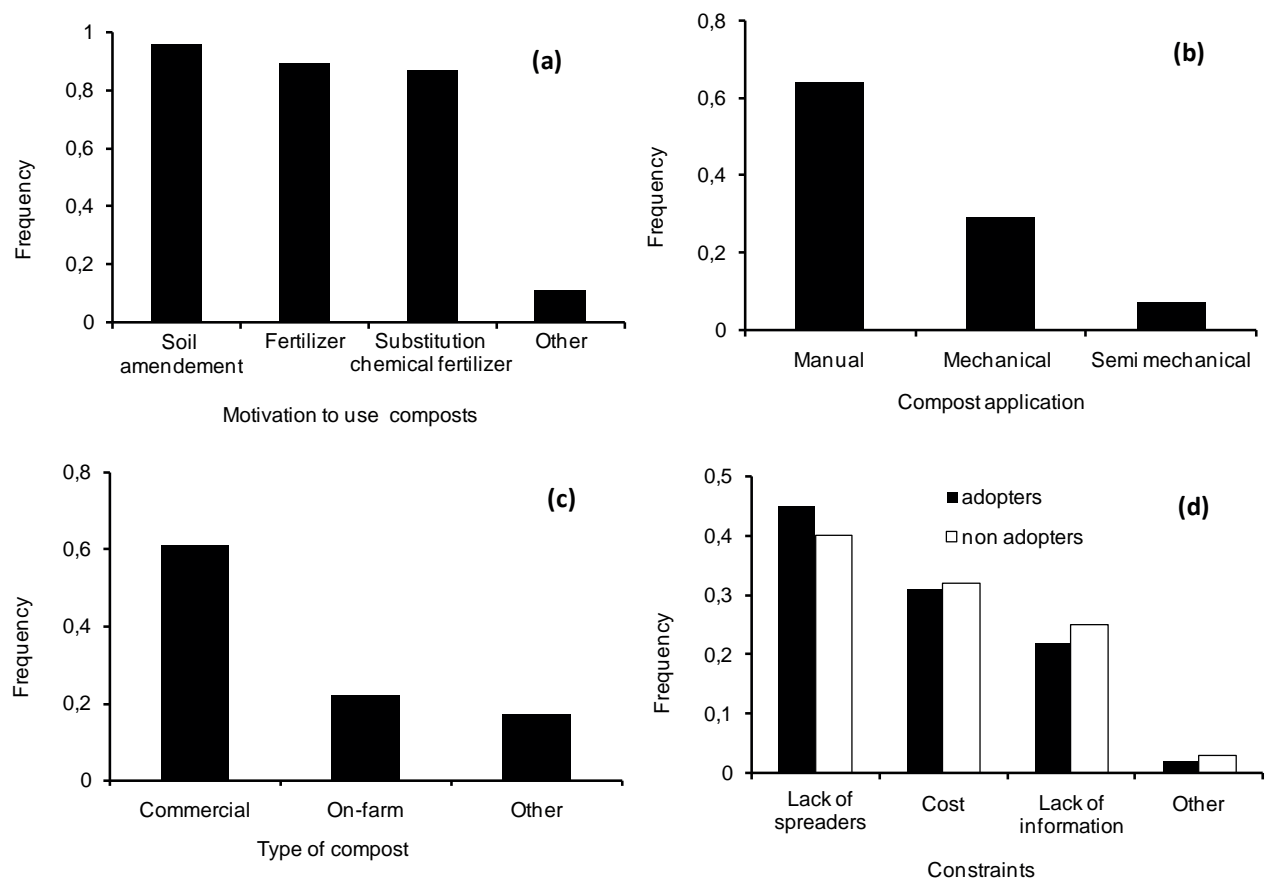 (a)
Frequency
1
0,8
0,6
0,4
0,2
0
Soil amendement
Fertilizer
Substitution chemical fertilizer
Other
Motivation to use composts
(b)
Frequency
0,8
0,6
0,4
0,2
0
Manual
Mechanical
Semi mechanical
Compost application
(c)
Frequency
0,8
0,6
0,4
0,2
0
Commercial
On-farm
Other
Type of compost
(d)
adopters
non adopters
Frequency
0,5
0,4
0,3
0,2
0,1
0
Lack of spreaders
Cost
Lack of information
Other
Constraints